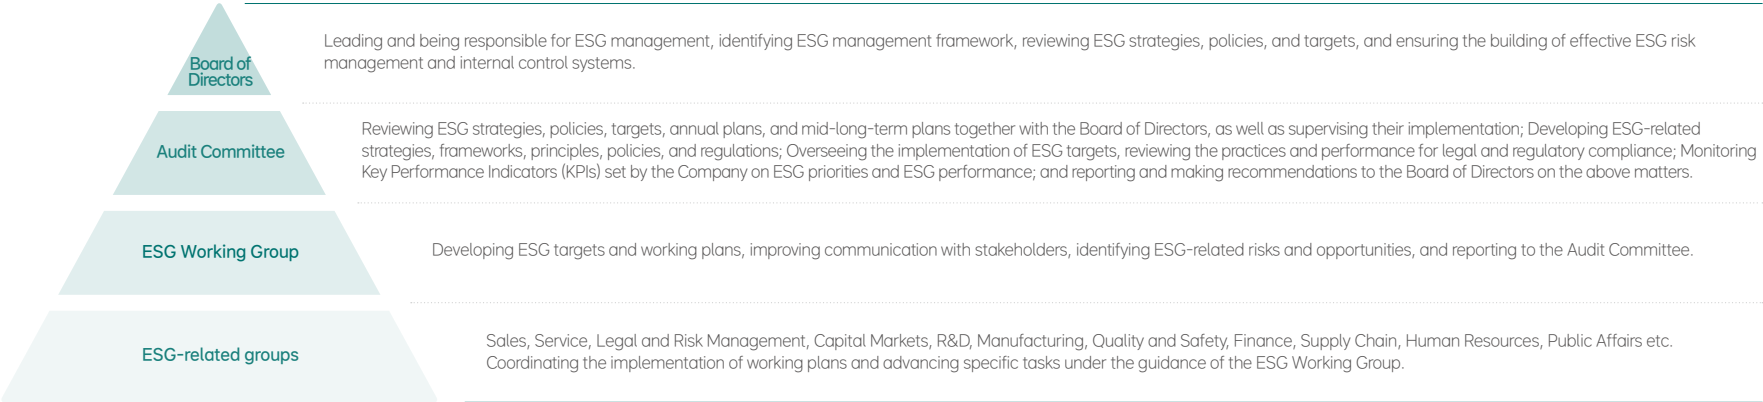 Board of
Directors
Leading and being responsible for ESG management, identifying ESG management framework, reviewing ESG strategies, policies, and targets, and ensuring the building of effective ESG risk
management and internal control systems.
Audit Committee
Reviewing ESG strategies, policies, targets, annual plans, and mid-long-term plans together with the Board of Directors, as well as supervising their implementation; Developing ESG-related
strategies, frameworks, principles, policies, and regulations; Overseeing the implementation of ESG targets, reviewing the practices and performance for legal and regulatory compliance; Monitoring
Key Performance Indicators (KPIs) set by the Company on ESG priorities and ESG performance; and reporting and making recommendations to the Board of Directors on the above matters.
ESG Working Group
Developing ESG targets and working plans, improving communication with stakeholders, identifying ESG-related risks and opportunities, and reporting to the Audit Committee.
ESG-related groups
Sales, Service, Legal and Risk Management, Capital Markets, R&D, Manufacturing, Quality and Safety, Finance, Supply Chain, Human Resources, Public Affairs etc.
Coordinating the implementation of working plans and advancing specific tasks under the guidance of the ESG Working Group.